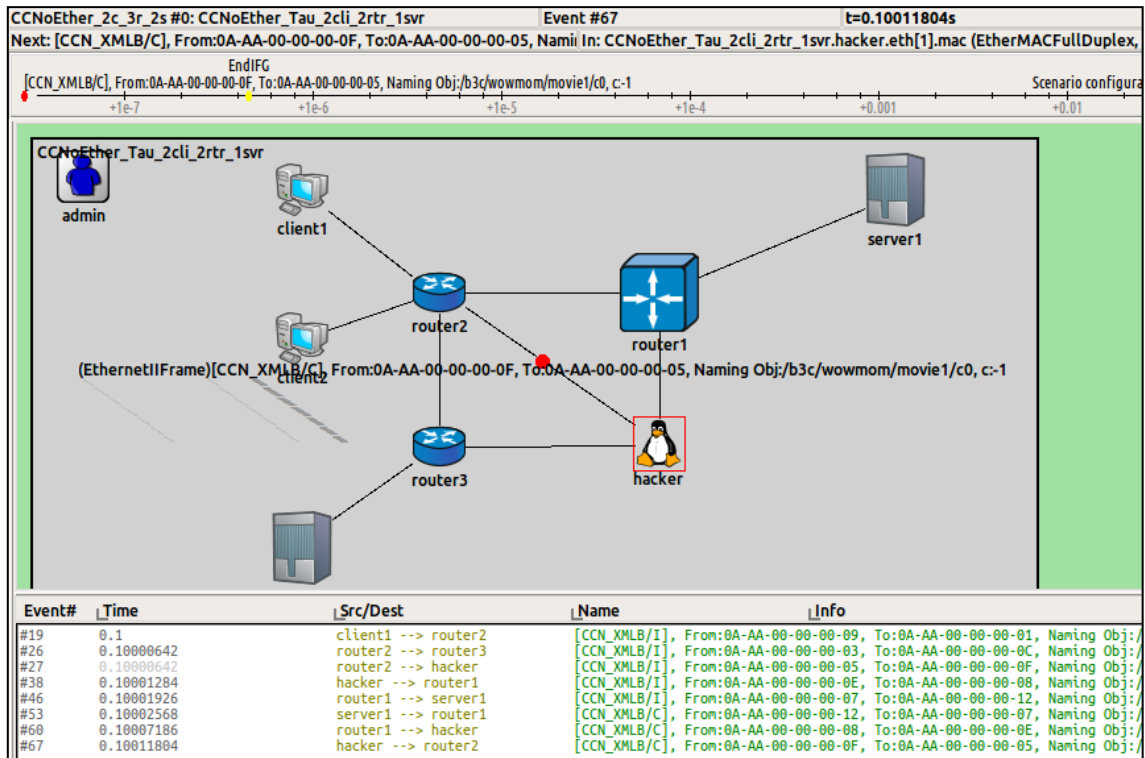 CCNoEther_2c_3r_2s #0: CCNoEther_Tau_2cli_2rtr_1svr Event #67 t=0.10011804s
Next: [CCN_XMLB/C], From:0A-AA-00-00-00-0F, To:0A-AA-00-00-00-05, Nami In: CCNoEther_Tau_2cli_2rtr_1svr.hacker.eth[1].mac (EtherMACFullDuplex,
EndIFG
[CCN_XMLB/C], From:0A-AA-00-00-00-0F, To:0A-AA-00-00-00-05, Naming Obj:/b3c/wowmom/movie1/c0, c:-1 Scenario configura
+1e-7 +1e-6 +1e-5 +1e-4 +0.001 +0.01
CCNoEther_Tau_2cli_2rtr_1svr
admin
client1
server1
router2
router1
(EthernetIIFrame)[CCN_XMLB/C], From:0A-AA-00-00-00-0F, To:0A-AA-00-00-00-05, Naming Obj:/b3c/wowmom/movie1/c0, c:-1
client2
router3
hacker
Event# Time Src/Dest Name Info
#19 0.1 client1 --> router2 [CCN_XMLB/I], From:0A-AA-00-00-00-09, To:0A-AA-00-00-00-01, Naming Obj:/
#26 0.10000642 router2 --> router3 [CCN_XMLB/I], From:0A-AA-00-00-00-03, To:0A-AA-00-00-00-0C, Naming Obj:/
#27 0.10000642 router2 --> hacker [CCN_XMLB/I], From:0A-AA-00-00-00-05, To:0A-AA-00-00-00-0F, Naming Obj:/
#38 0.10001284 hacker --> router1 [CCN_XMLB/I], From:0A-AA-00-00-00-0E, To:0A-AA-00-00-00-08, Naming Obj:/
#46 0.10001926 router1 --> server1 [CCN_XMLB/I], From:0A-AA-00-00-00-07, To:0A-AA-00-00-00-12, Naming Obj:/
#53 0.10002568 server1 --> router1 [CCN_XMLB/C], From:0A-AA-00-00-00-12, To:0A-AA-00-00-00-07, Naming Obj:/
#60 0.10007186 router1 --> hacker [CCN_XMLB/C], From:0A-AA-00-00-00-08, To:0A-AA-00-00-00-0E, Naming Obj:/
#67 0.10011804 hacker --> router2 [CCN_XMLB/C], From:0A-AA-00-00-00-0F, To:0A-AA-00-00-00-05, Naming Obj:/